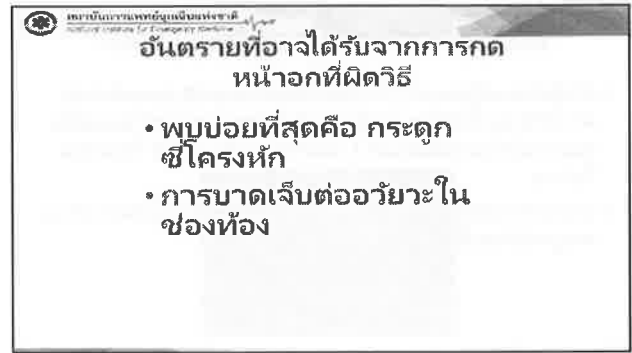 สถาบันการแพทย์ฉุกเฉินแห่งชาติ
National Institute for Emergency Medicine
อันตรายที่อาจได้รับจากการกด
หน้าอกที่ผิดวิธี
• พบบ่อยที่สุดคือ กระดูก
ซี่โครงหัก
• การบาดเจ็บต่ออวัยวะใน
ช่องท้อง